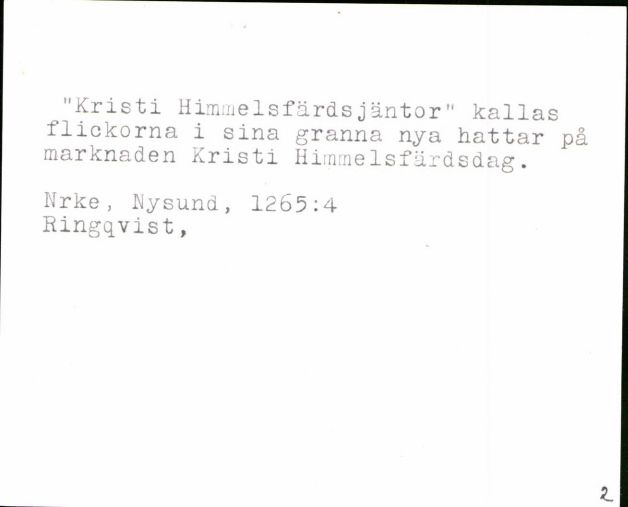 "Kristi Himmelsfärdsjäntor" kallas
flickorna i sina granna nya hattar på
marknaden Kristi Himmelsfärdsdag.
Nrke, Nysund, 1265:4
Ringqvist,
2